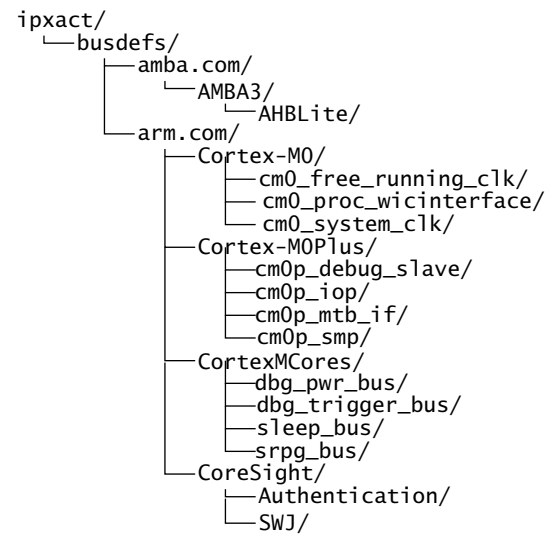 ipxact/
busdefs/
amba.com/
AMBA3/
AHBLite/
arm.com/
Cortex-M0/
cm0_free_running_clk/
cm0_proc_wicinterface/
cm0_system_clk/
Cortex-M0Plus/
cm0p_debug_slave/
cm0p_iop/
cm0p_mtb_if/
cm0p_smp/
CortexMCores/
dbg_pwr_bus/
dbg_trigger_bus/
sleep_bus/
srpg_bus/
CoreSight/
Authentication/
SWJ/